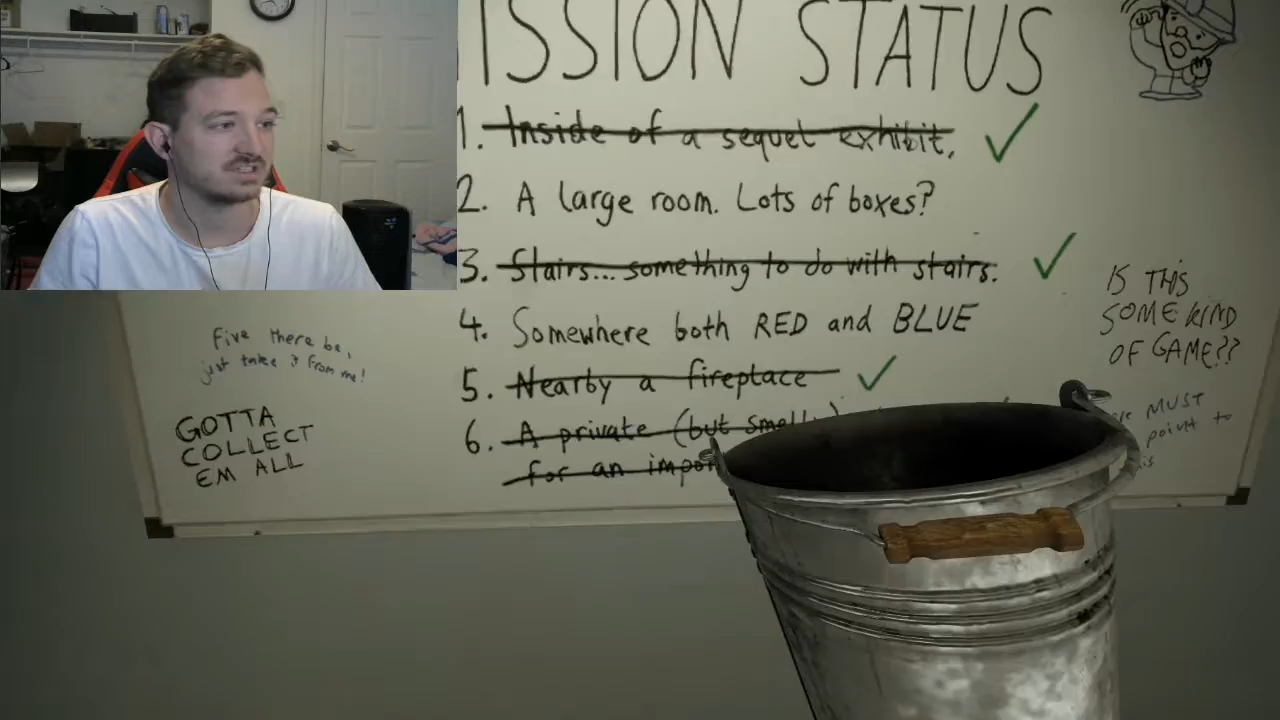 ISSION STATUS
1. Inside of a sequel exhibit.
2. A large room. Lots of boxes?
3. Stairs... something to do with stairs.
4. Somewhere both RED and BLUE
5. Nearby a fireplace
6. A private (but smelly)
for an impor
Five there be,
just take 3 from me!
GOTTA
COLLECT
EM ALL
IS THIS
SOME KIND
OF GAME??
MUST
point to